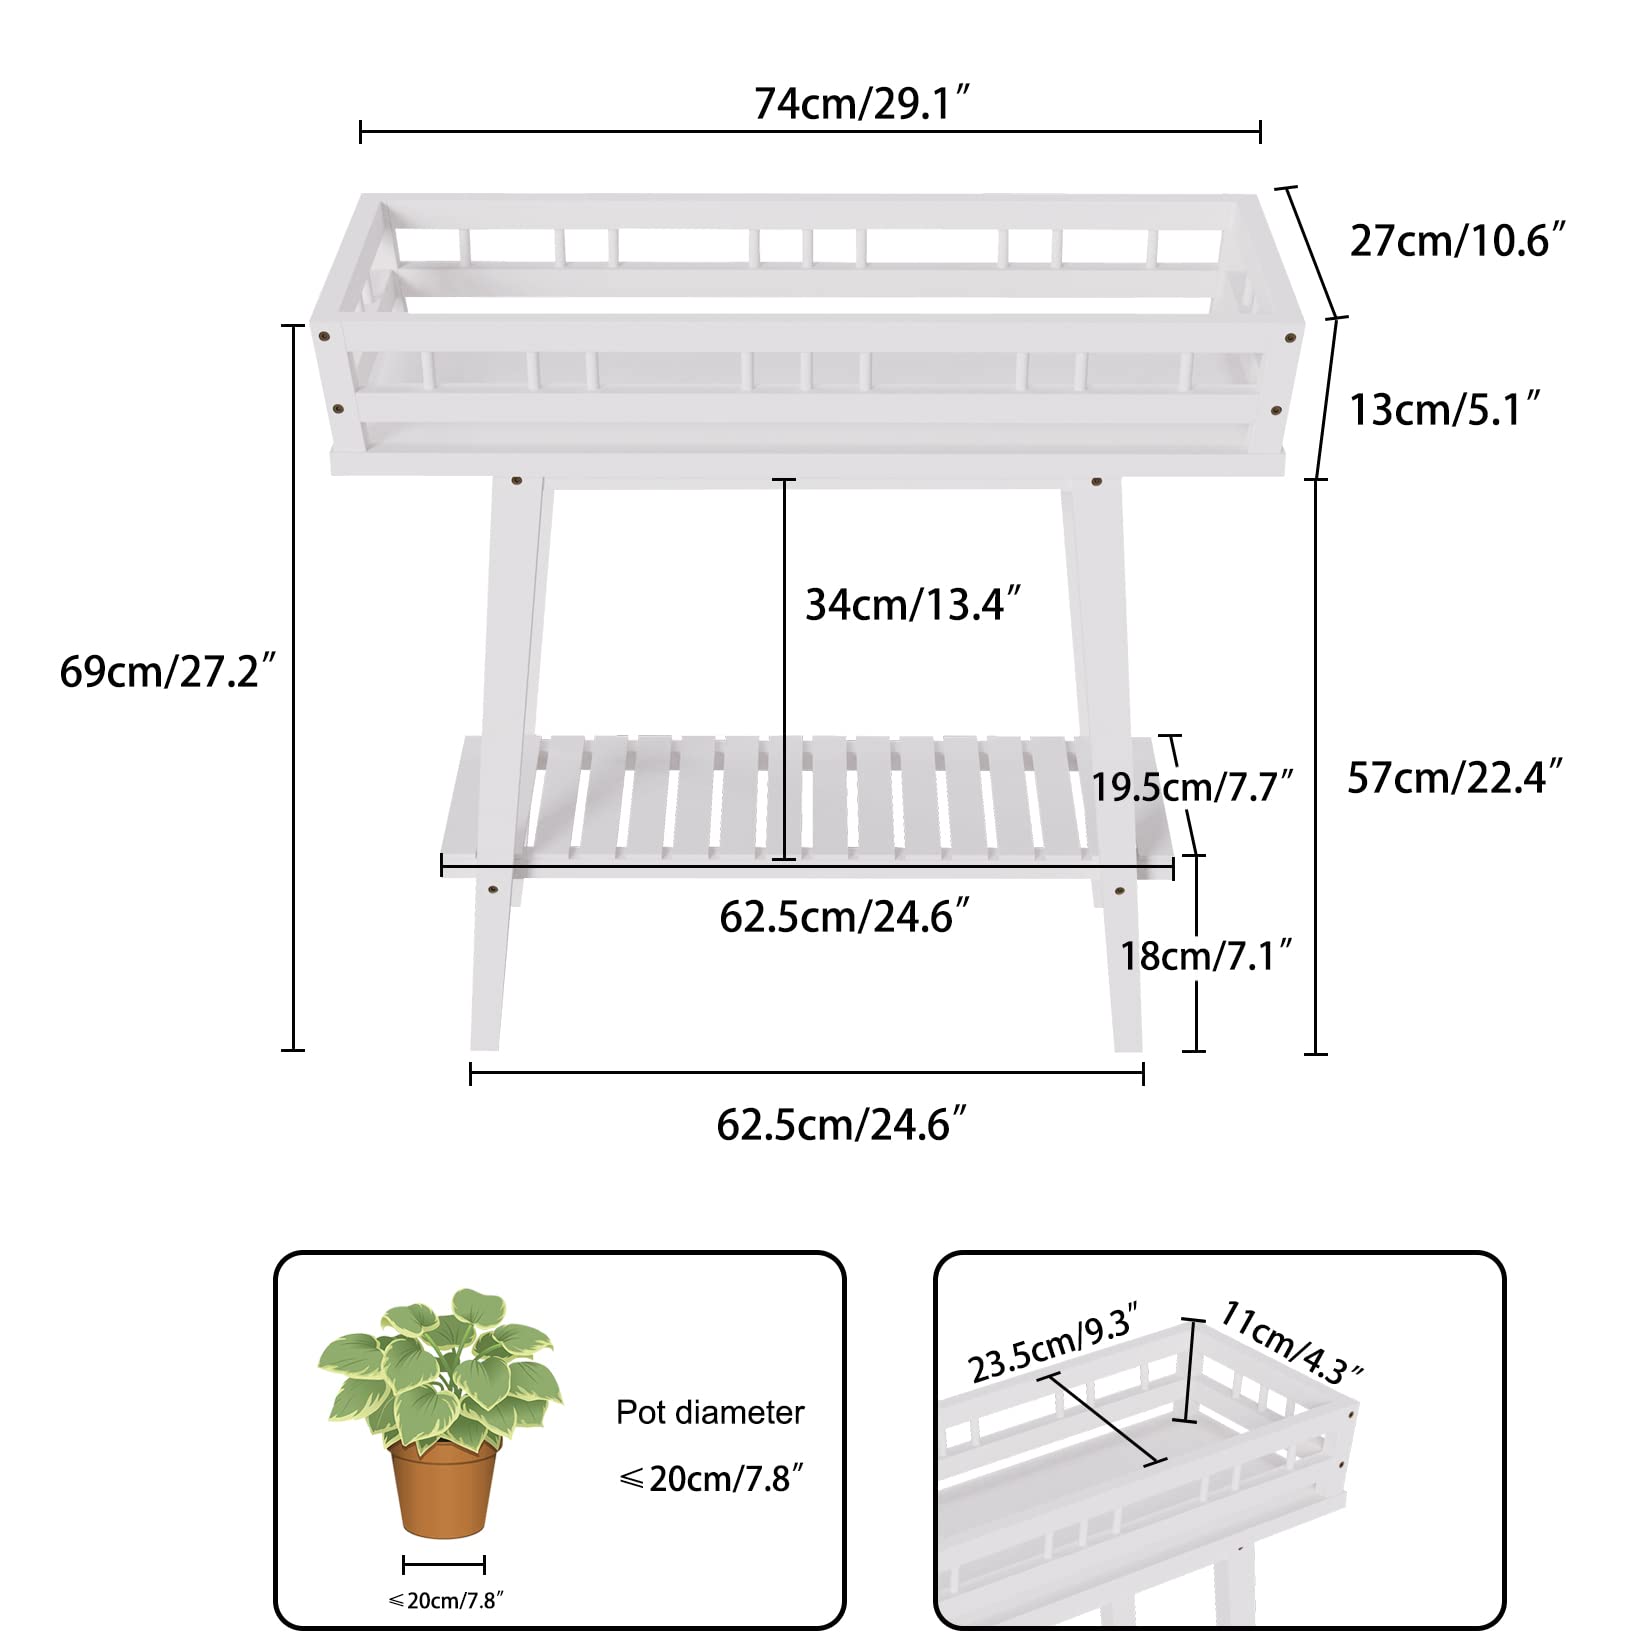 74cm/29.1″
27cm/10.6″
13cm/5.1″
34cm/13.4″
69cm/27.2″
19.5cm/7.7″
57cm/22.4″
62.5cm/24.6″
18cm/7.1″
62.5cm/24.6″
Pot diameter
⩽20cm/7.8″
⩽20cm/7.8″
23.5cm/9.3″
11cm/4.3″